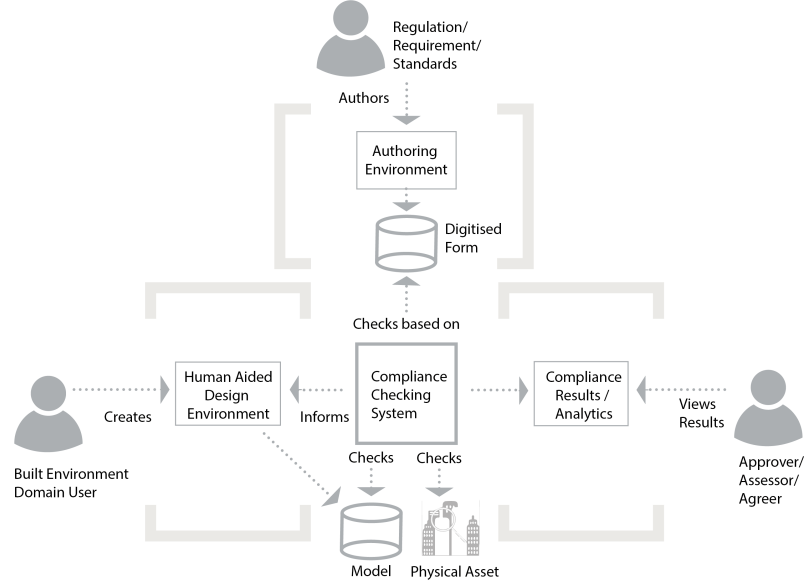 Regulation/
Requirement/
Standards
Authors
Authoring
Environment
Digitised
Form
Checks based on
Human Aided
Design
Environment
Compliance
Checking
System
Compliance
Results /
Analytics
Creates
Informs
Views
Results
Built Environment
Domain User
Checks
Checks
Approver/
Assessor/
Agreer
Model
Physical Asset